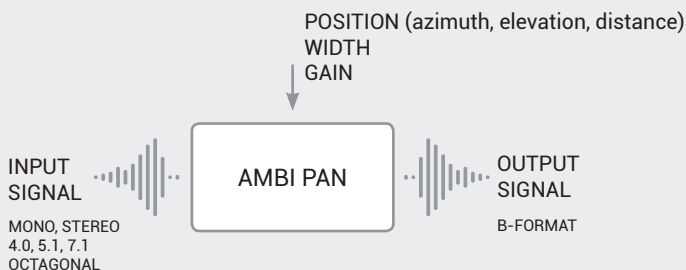 POSITION (azimuth, elevation, distance)
WIDTH
GAIN
INPUT
SIGNAL
MONO, STEREO
4.0, 5.1, 7.1
OCTAGONAL
AMBI PAN
OUTPUT
SIGNAL
B-FORMAT